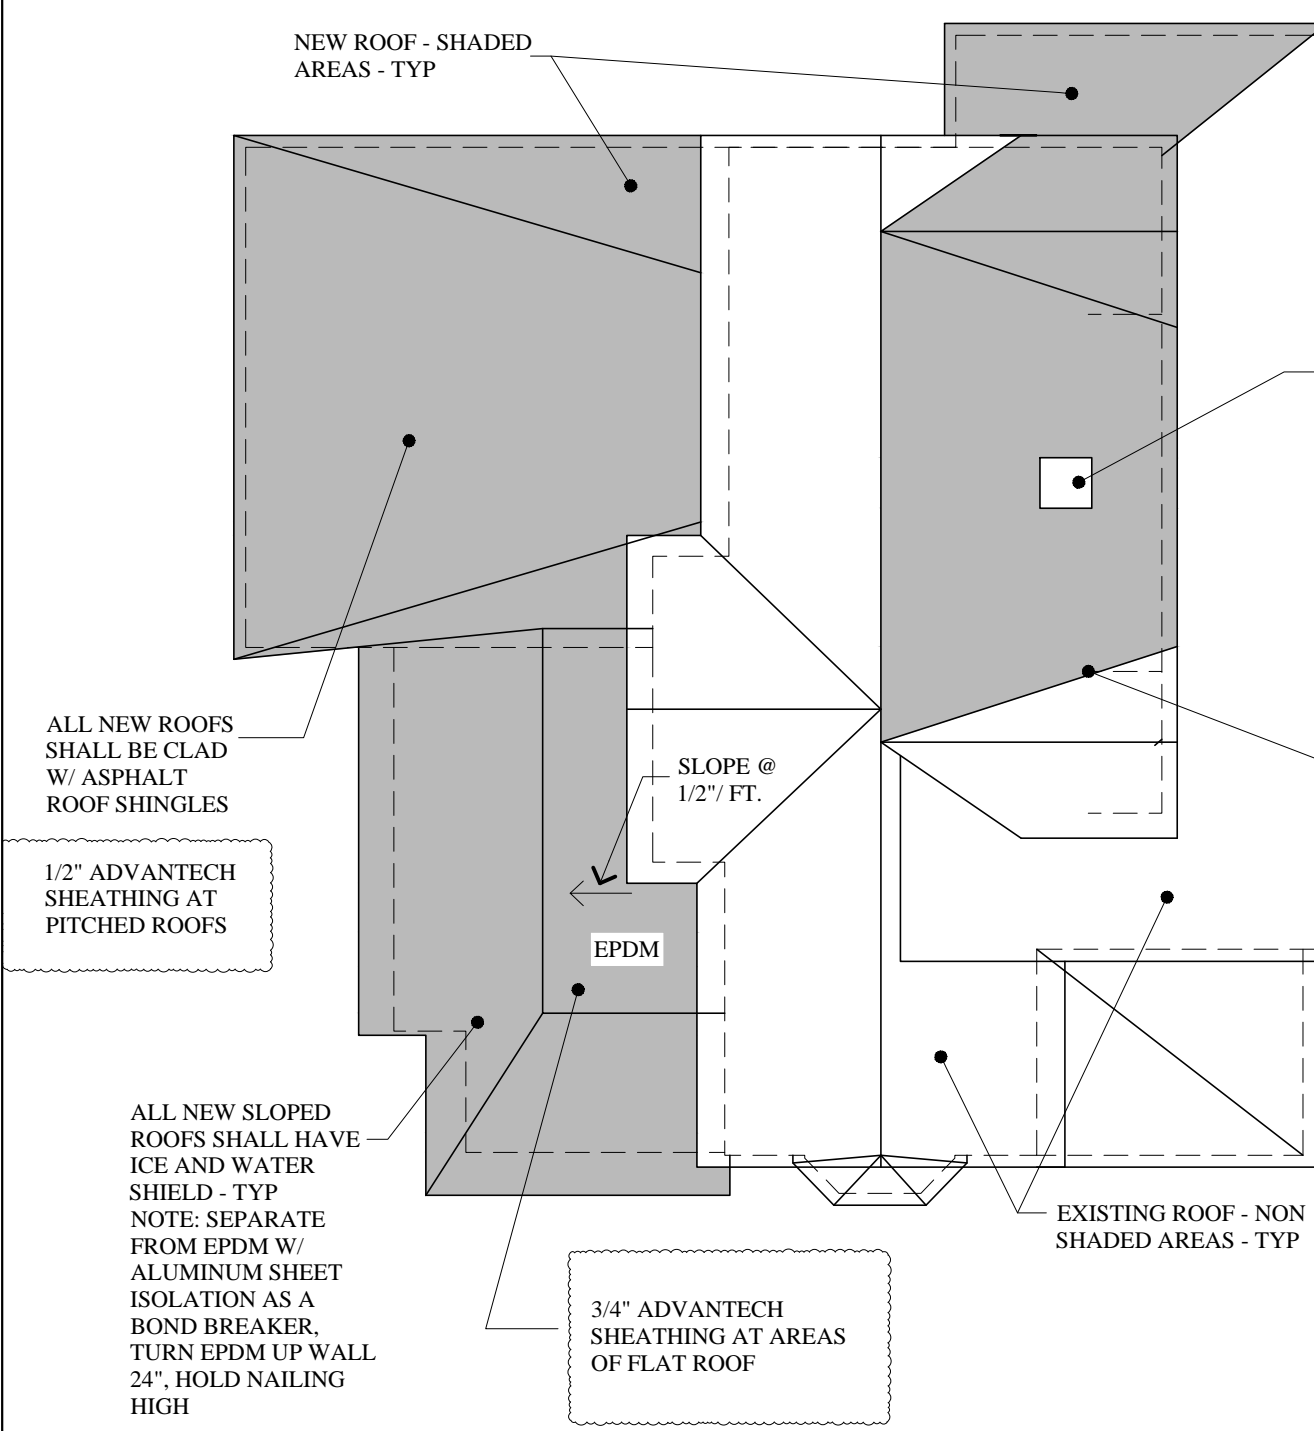 NEW ROOF - SHADED
AREAS - TYP
ALL NEW ROOFS
SHALL BE CLAD
W/ ASPHALT
ROOF SHINGLES
SLOPE @
1/2"/ FT.
1/2" ADVANTECH
SHEATHING AT
PITCHED ROOFS
EPDM
ALL NEW SLOPED
ROOFS SHALL HAVE
ICE AND WATER
SHIELD - TYP
NOTE: SEPARATE
FROM EPDM W/
ALUMINUM SHEET
ISOLATION AS A
BOND BREAKER,
TURN EPDM UP WALL
24", HOLD NAILING
HIGH
EXISTING ROOF - NON
SHADED AREAS - TYP
3/4" ADVANTECH
SHEATHING AT AREAS
OF FLAT ROOF